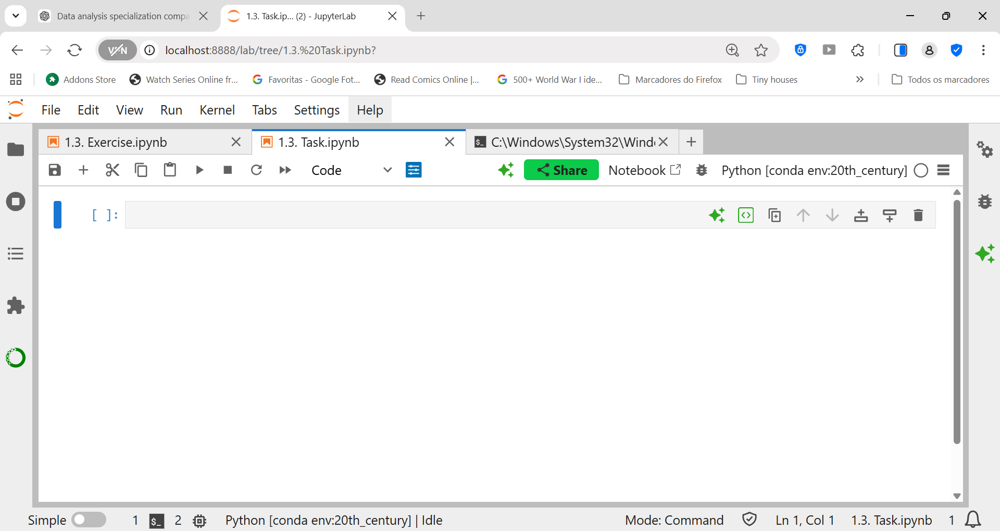 Data analysis specialization compa
1.3. Task.ip... (2) - JupyterLab
VPN
localhost:8888/lab/tree/1.3.%20Task.ipynb?
Addons Store
Watch Series Online fr...
Favoritas - Google Fot...
Read Comics Online |...
500+ World War I ide...
Marcadores do Firefox
Tiny houses
Todos os marcadores
File Edit View Run Kernel Tabs Settings Help
1.3. Exercise.ipynb
1.3. Task.ipynb
C:\Windows\System32\Wind
Code
Share
Notebook
Python [conda env:20th_century]
[ ]:
Simple
1
2
Python [conda env:20th_century] | Idle
Mode: Command
Ln 1, Col 1
1.3. Task.ipynb
1